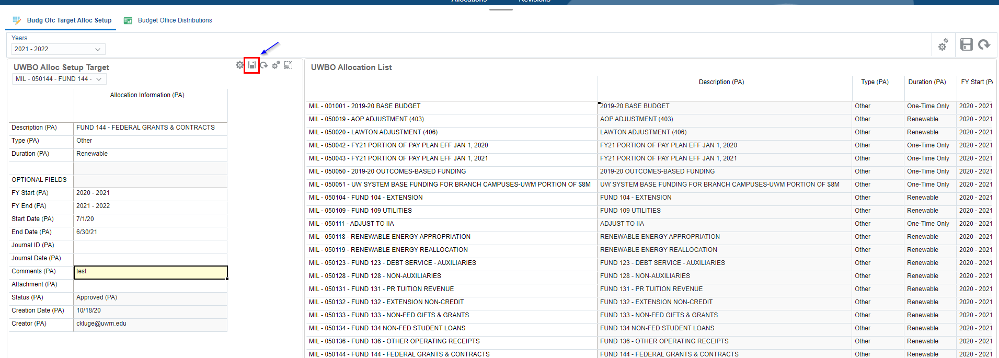 Allocations Revisions
Budg Ofc Target Alloc Setup Budget Office Distributions
Years
2021 - 2022
UWBO Alloc Setup Target
MIL - 050144 - FUND 144 -
Allocation Information (PA)
Description (PA) FUND 144 - FEDERAL GRANTS & CONTRACTS
Type (PA) Other
Duration (PA) Renewable
OPTIONAL FIELDS
FY Start (PA) 2020 - 2021
FY End (PA) 2021 - 2022
Start Date (PA) 7/1/20
End Date (PA) 6/30/21
Journal ID (PA)
Journal Date (PA)
Comments (PA) test
Attachment (PA)
Status (PA) Approved (PA)
Creation Date (PA) 10/18/20
Creator (PA) ckluge@uwm.edu
UWBO Allocation List
Description (PA) Type (PA) Duration (PA) FY Start (PA
MIL - 001001 - 2019-20 BASE BUDGET 2019-20 BASE BUDGET Other One-Time Only 2020 - 2021
MIL - 050019 - AOP ADJUSTMENT (403) AOP ADJUSTMENT (403) Other Renewable 2020 - 2021
MIL - 050020 - LAWTON ADJUSTMENT (406) LAWTON ADJUSTMENT (406) Other Renewable 2020 - 2021
MIL - 050042 - FY21 PORTION OF PAY PLAN EFF JAN 1, 2020 FY21 PORTION OF PAY PLAN EFF JAN 1, 2020 Other One-Time Only 2020 - 2021
MIL - 050043 - FY21 PORTION OF PAY PLAN EFF JAN 1, 2021 FY21 PORTION OF PAY PLAN EFF JAN 1, 2021 Other One-Time Only 2020 - 2021
MIL - 050050 - 2019-20 OUTCOMES-BASED FUNDING 2019-20 OUTCOMES-BASED FUNDING Other One-Time Only 2020 - 2021
MIL - 050051 - UW SYSTEM BASE FUNDING FOR BRANCH CAMPUSES-UWM PORTION OF $8M UW SYSTEM BASE FUNDING FOR BRANCH CAMPUSES-UWM PORTION OF $8M Other One-Time Only 2020 - 2021
MIL - 050104 - FUND 104 - EXTENSION FUND 104 - EXTENSION Other Renewable 2020 - 2021
MIL - 050109 - FUND 109 UTILITIES FUND 109 UTILITIES Other Renewable 2020 - 2021
MIL - 050111 - ADJUST TO IIA ADJUST TO IIA Other One-Time Only 2020 - 2021
MIL - 050118 - RENEWABLE ENERGY APPROPRIATION RENEWABLE ENERGY APPROPRIATION Other Renewable 2020 - 2021
MIL - 050119 - RENEWABLE ENERGY REALLOCATION RENEWABLE ENERGY REALLOCATION Other Renewable 2020 - 2021
MIL - 050123 - FUND 123 - DEBT SERVICE - AUXILIARIES FUND 123 - DEBT SERVICE - AUXILIARIES Other Renewable 2020 - 2021
MIL - 050128 - FUND 128 - NON-AUXILIARIES FUND 128 - NON-AUXILIARIES Other Renewable 2020 - 2021
MIL - 050131 - FUND 131 - PR TUITION REVENUE FUND 131 - PR TUITION REVENUE Other Renewable 2020 - 2021
MIL - 050132 - FUND 132 - EXTENSION NON-CREDIT FUND 132 - EXTENSION NON-CREDIT Other Renewable 2020 - 2021
MIL - 050133 - FUND 133 - NON-FED GIFTS & GRANTS FUND 133 - NON-FED GIFTS & GRANTS Other Renewable 2020 - 2021
MIL - 050134 - FUND 134 NON-FED STUDENT LOANS FUND 134 NON-FED STUDENT LOANS Other Renewable 2020 - 2021
MIL - 050136 - FUND 136 - OTHER OPERATING RECEIPTS FUND 136 - OTHER OPERATING RECEIPTS Other Renewable 2020 - 2021
MIL - 050144 - FUND 144 - FEDERAL GRANTS & CONTRACTS FUND 144 - FEDERAL GRANTS & CONTRACTS Other Renewable 2020 - 2021